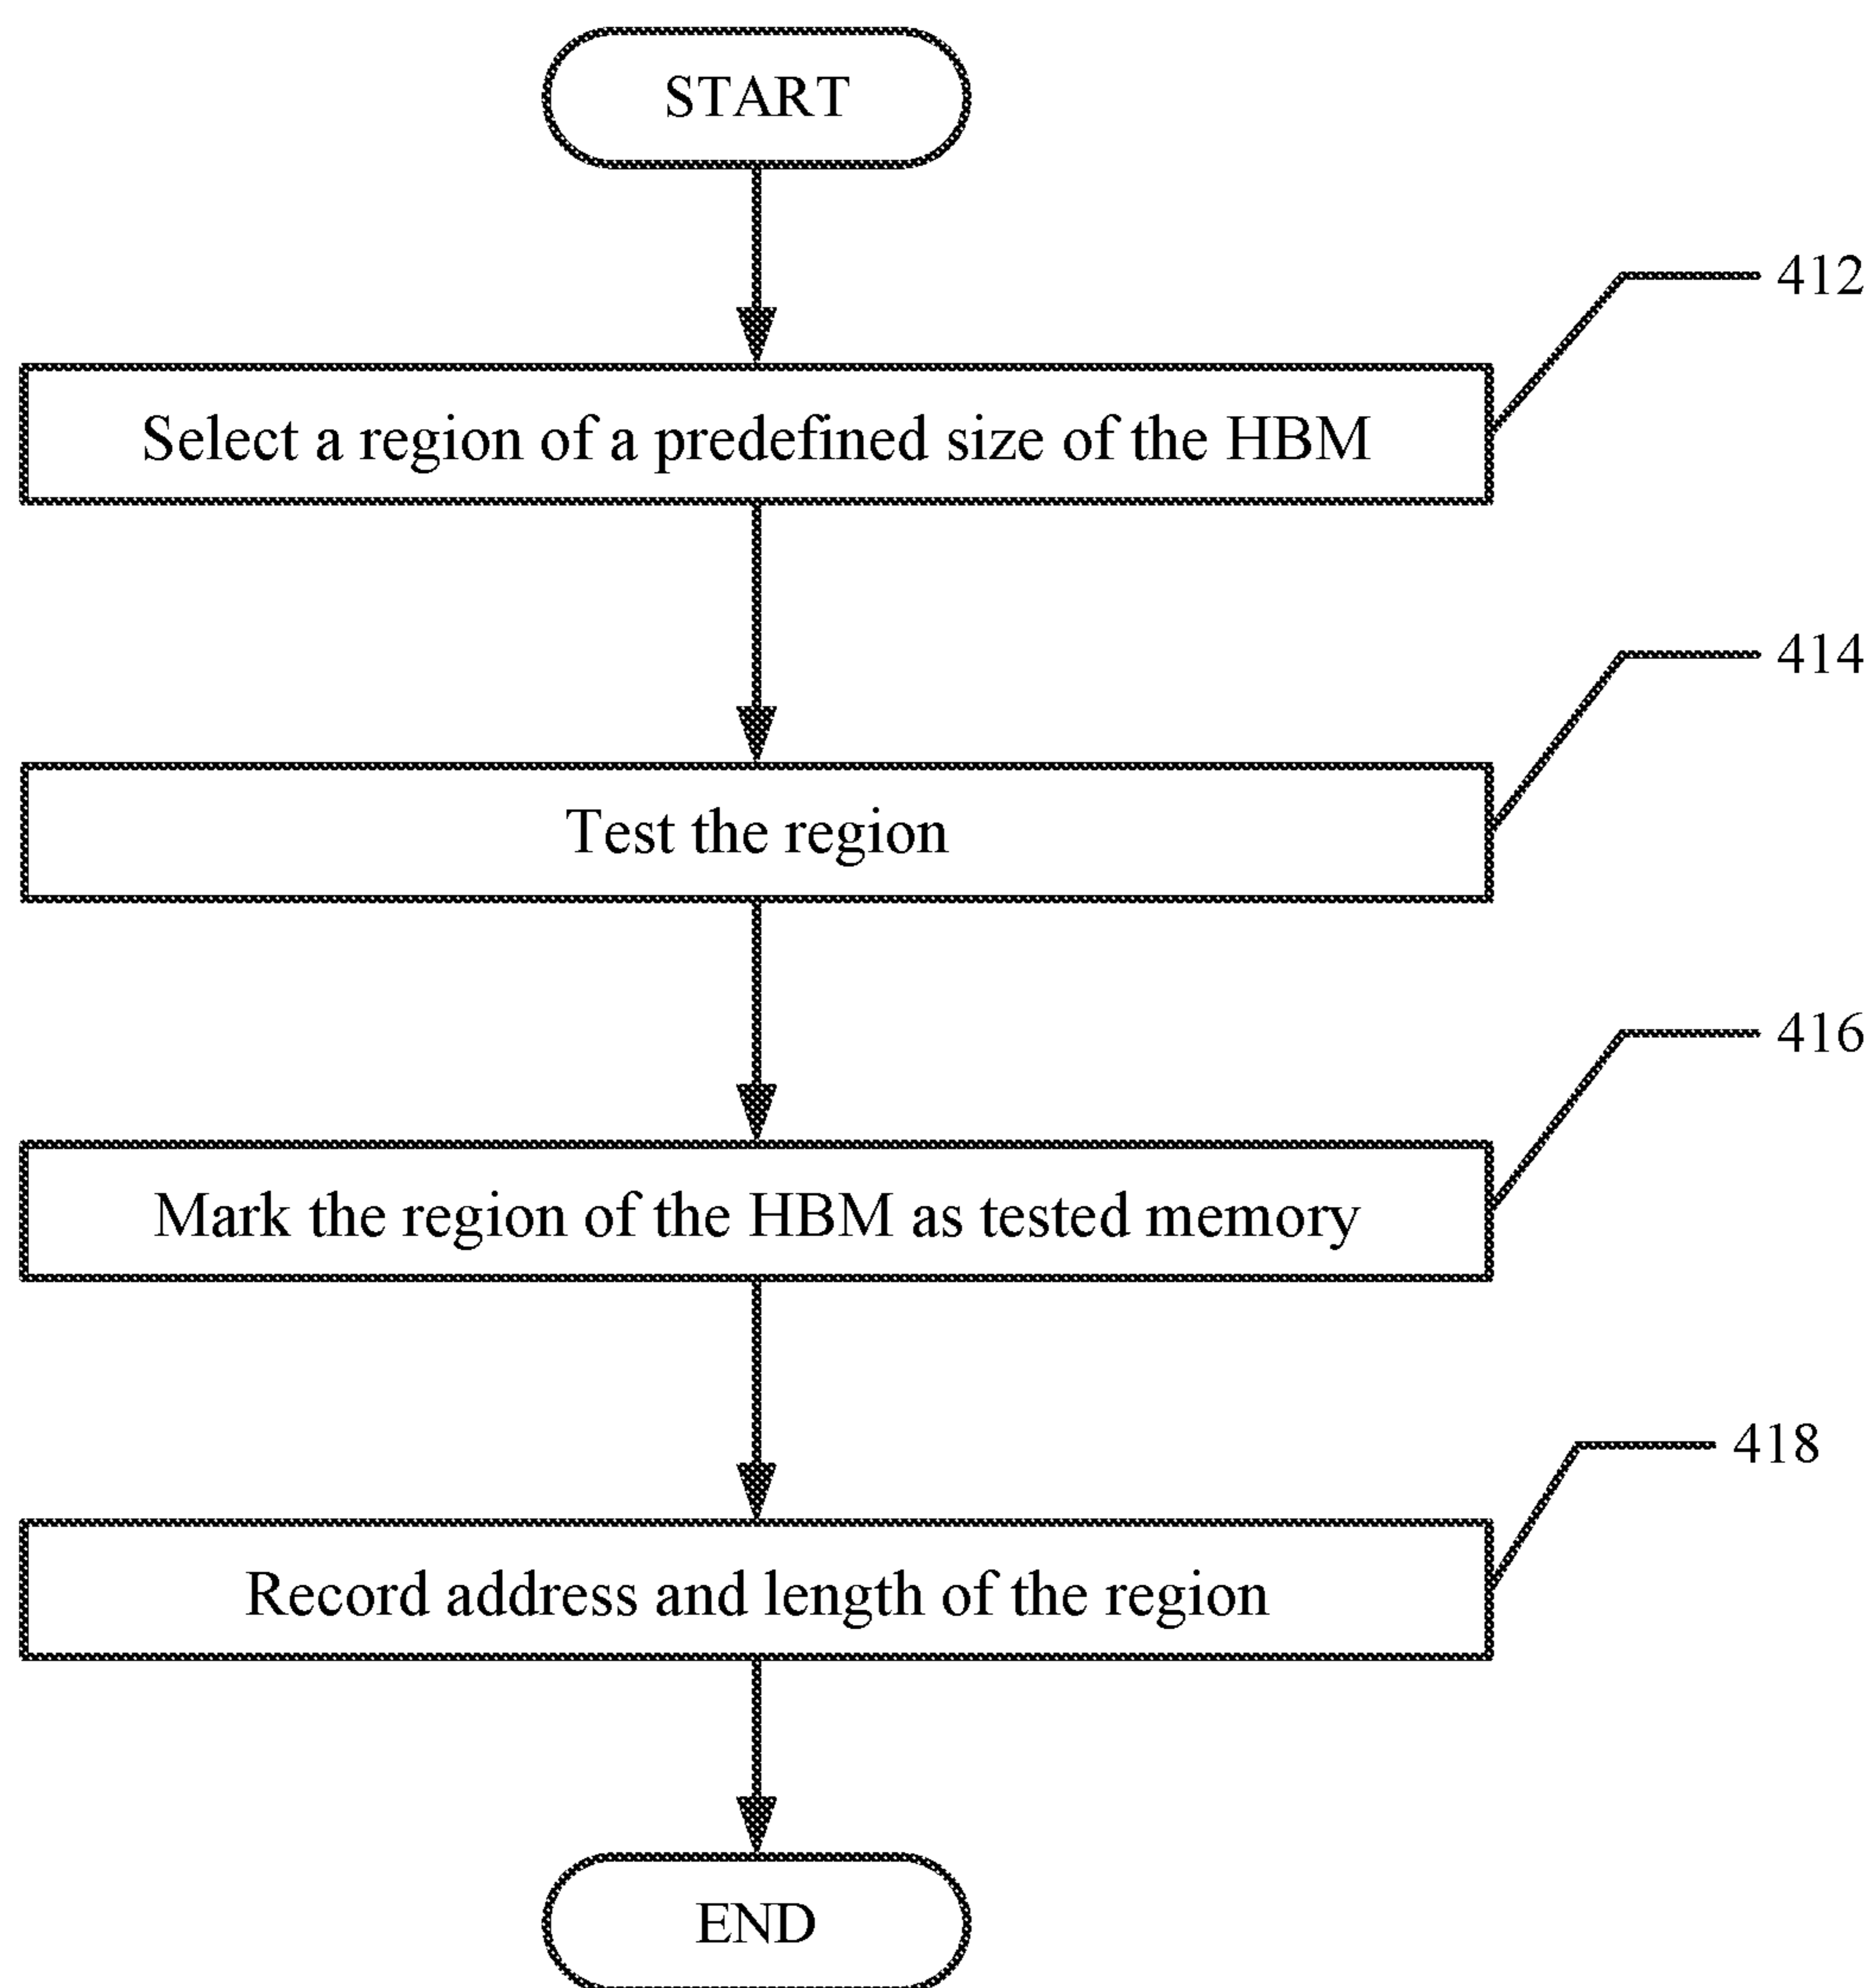 START
412
Select a region of a predefined size of the HBM
414
Test the region
416
Mark the region of the HBM as tested memory
418
Record address and length of the region
END